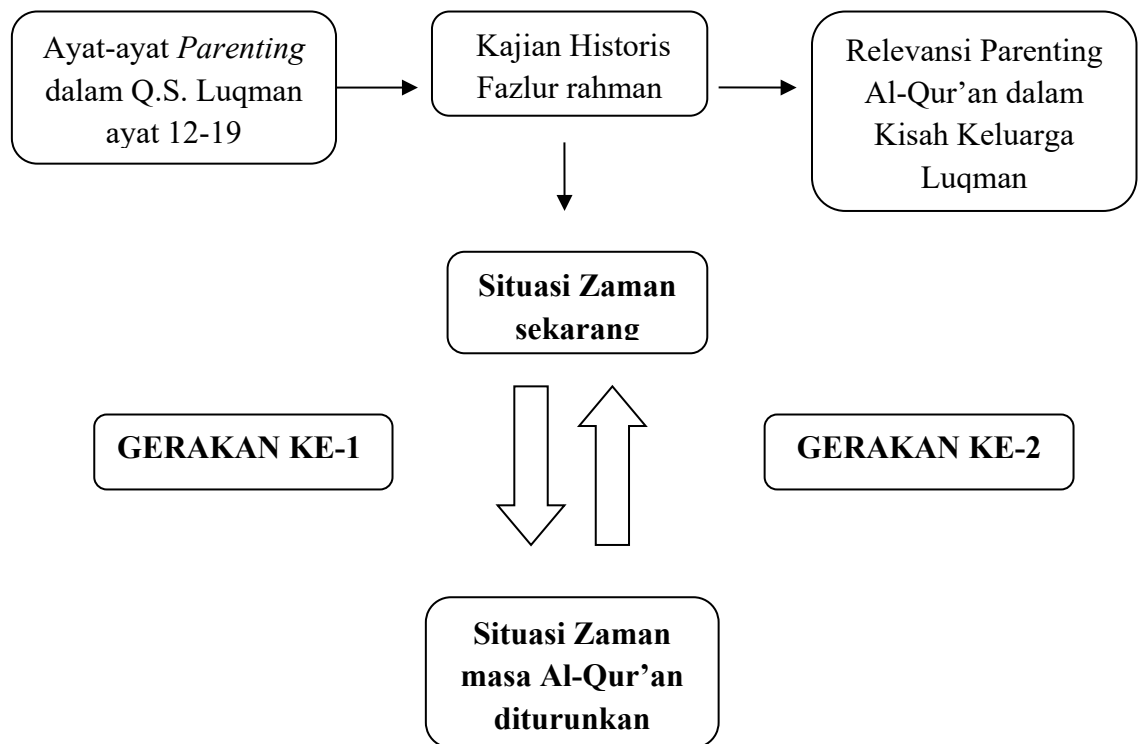 Ayat-ayat Parenting
dalam Q.S. Luqman
ayat 12-19
Kajian Historis
Fazlur rahman
Relevansi Parenting
Al-Qur’an dalam
Kisah Keluarga
Luqman
Situasi Zaman
sekarang
GERAKAN KE-1
GERAKAN KE-2
Situasi Zaman
masa Al-Qur’an
diturunkan